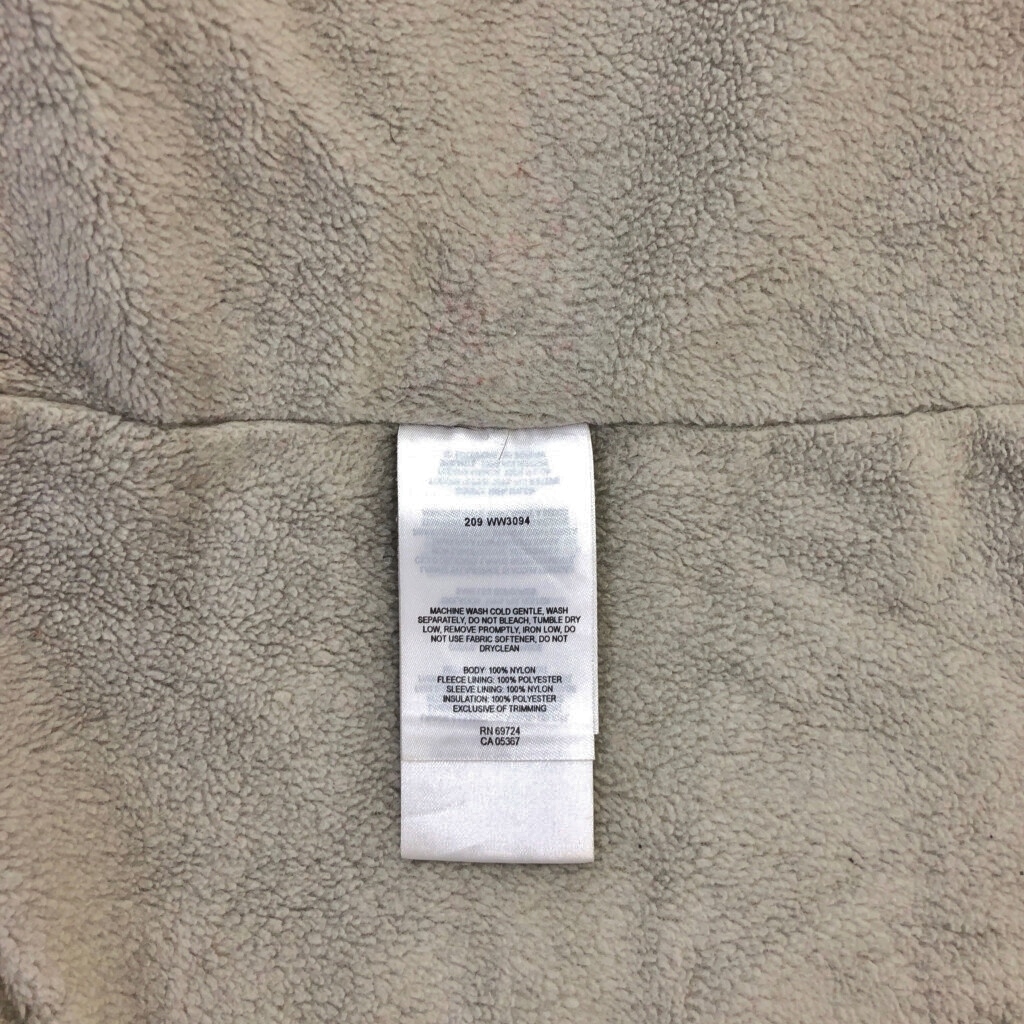 209 WW3094
MACHINE WASH COLD GENTLE, WASH
SEPARATELY, DO NOT BLEACH, TUMBLE DRY
LOW, REMOVE PROMPTLY, IRON LOW, DO
NOT USE FABRIC SOFTENER, DO NOT
DRYCLEAN
BODY: 100% NYLON
FLEECE LINING: 100% POLYESTER
SLEEVE LINING: 100% NYLON
INSULATION: 100% POLYESTER
EXCLUSIVE OF TRIMMING
RN 69724
CA 05367